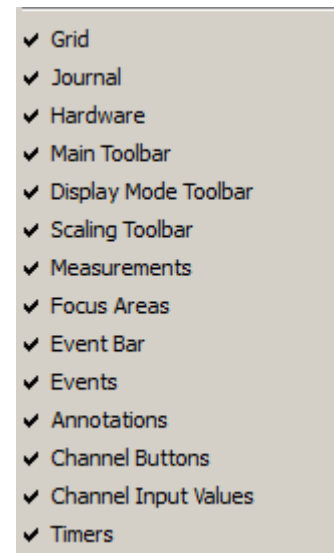 Grid
Journal
Hardware
Main Toolbar
Display Mode Toolbar
Scaling Toolbar
Measurements
Focus Areas
Event Bar
Events
Annotations
Channel Buttons
Channel Input Values
Timers